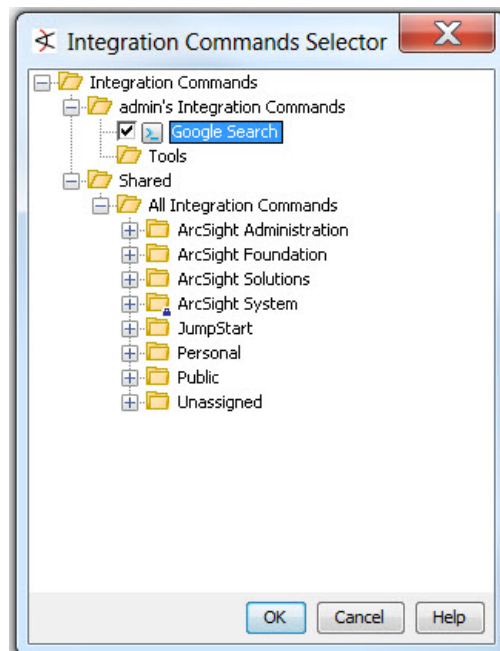 Integration Commands Selector
Integration Commands
admin's Integration Commands
Google Search
Tools
Shared
All Integration Commands
ArcSight Administration
ArcSight Foundation
ArcSight Solutions
ArcSight System
JumpStart
Personal
Public
Unassigned
OK Cancel Help